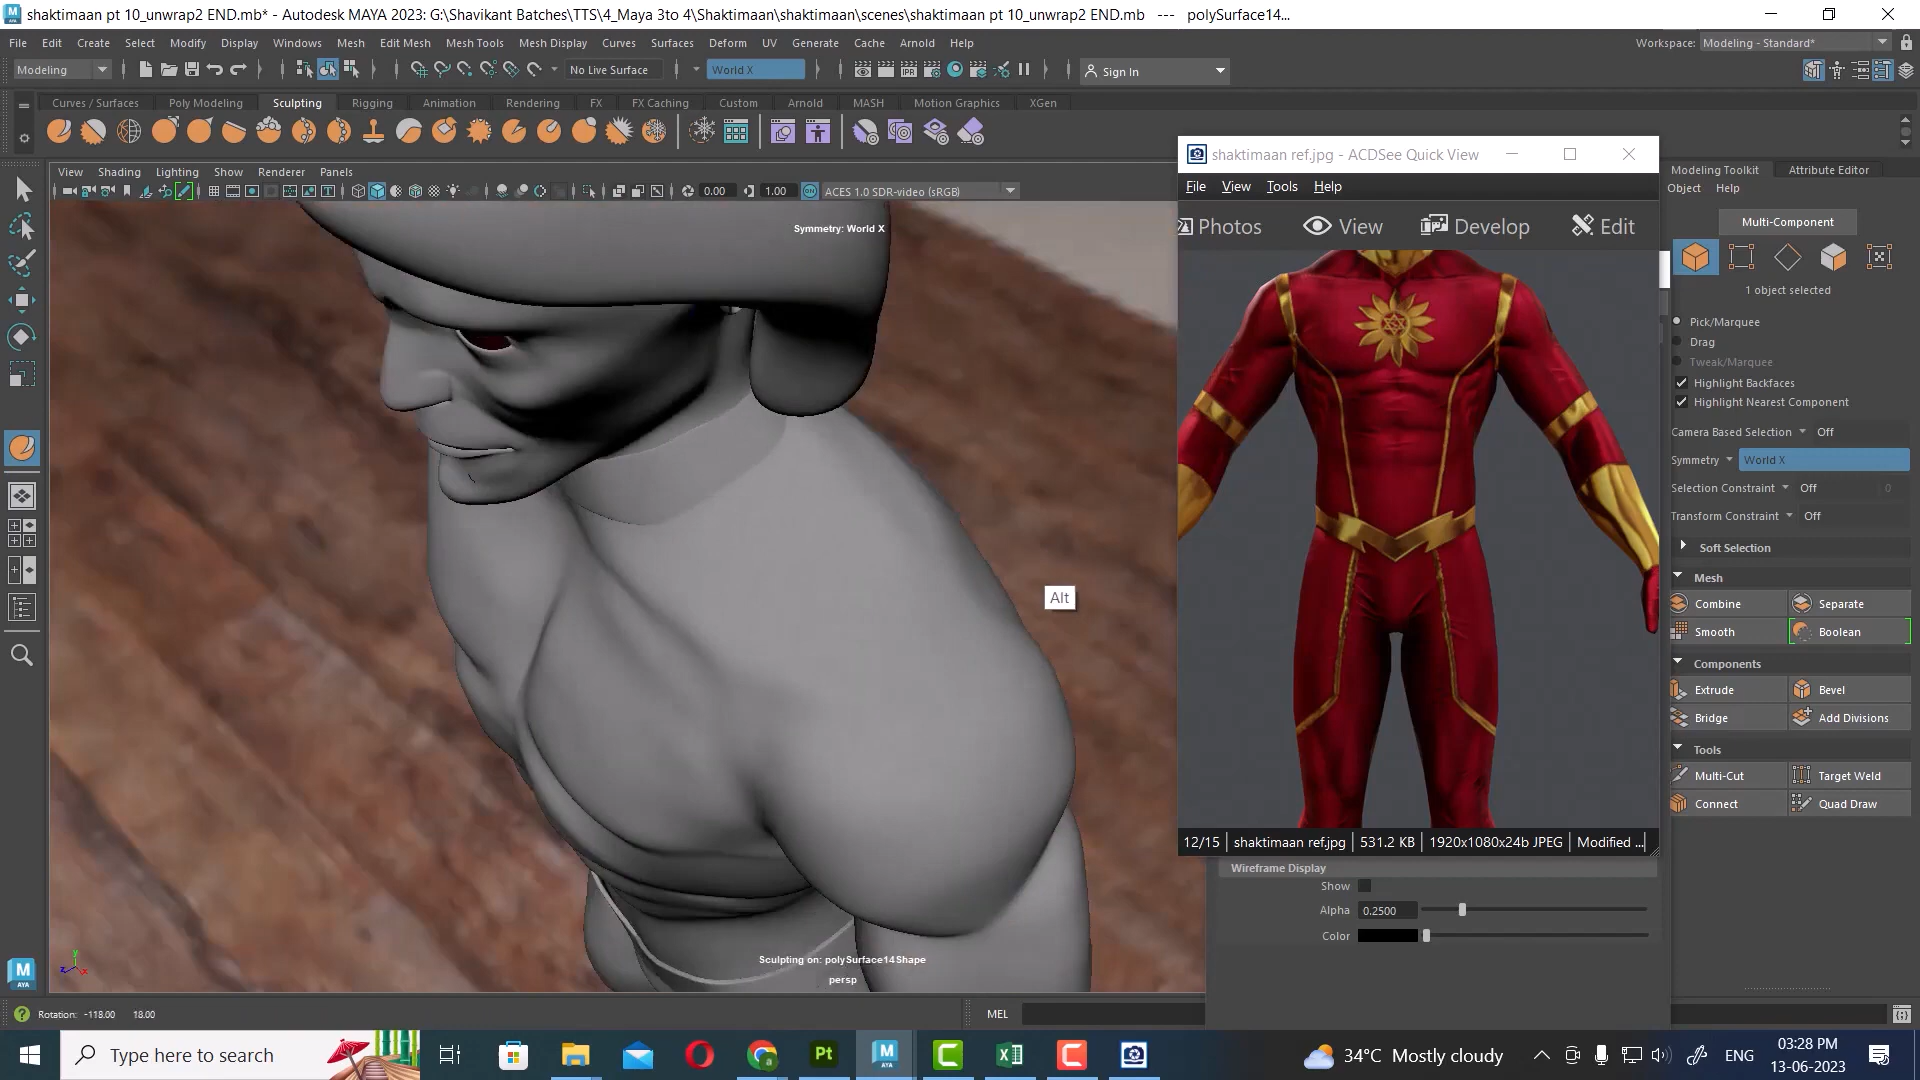 shaktimaan pt 10_unwrap2 END.mb* - Autodesk MAYA 2023: G:\Shavikant Batches\TTS\4_Maya 3to 4\Shaktimaan\shaktimaan\scenes\shaktimaan pt 10_unwrap2 END.mb   ---   polySurface14...
File Edit Create Select Modify Display Windows Mesh Edit Mesh Mesh Tools Mesh Display Curves Surfaces Deform UV Generate Cache Arnold Help
Workspace: Modeling - Standard*
Modeling
No Live Surface
World X
Sign In
Curves / Surfaces Poly Modeling Sculpting Rigging Animation Rendering FX FX Caching Custom Arnold MASH Motion Graphics XGen
View Shading Lighting Show Renderer Panels
0.00
1.00
ACES 1.0 SDR-video (sRGB)
Symmetry: World X
Alt
Sculpting on: polySurface14Shape
persp
shaktimaan ref.jpg - ACDSee Quick View
File View Tools Help
Photos View Develop Edit
12/15 shaktimaan ref.jpg 531.2 KB 1920x1080x24b JPEG Modified ...
Wireframe Display
Show
Alpha 0.2500
Color
Modeling Toolkit Attribute Editor
Object Help
Multi-Component
1 object selected
Pick/Marquee
Drag
Tweak/Marquee
Highlight Backfaces
Highlight Nearest Component
Camera Based Selection Off
Symmetry World X
Selection Constraint Off 0
Transform Constraint Off
Soft Selection
Mesh
Combine Separate
Smooth Boolean
Components
Extrude Bevel
Bridge Add Divisions
Tools
Multi-Cut Target Weld
Connect Quad Draw
M
AYA
Rotation: -118.00 18.00
MEL
Type here to search
Pt
M
AYA
34°C Mostly cloudy
ENG
03:28 PM
13-06-2023